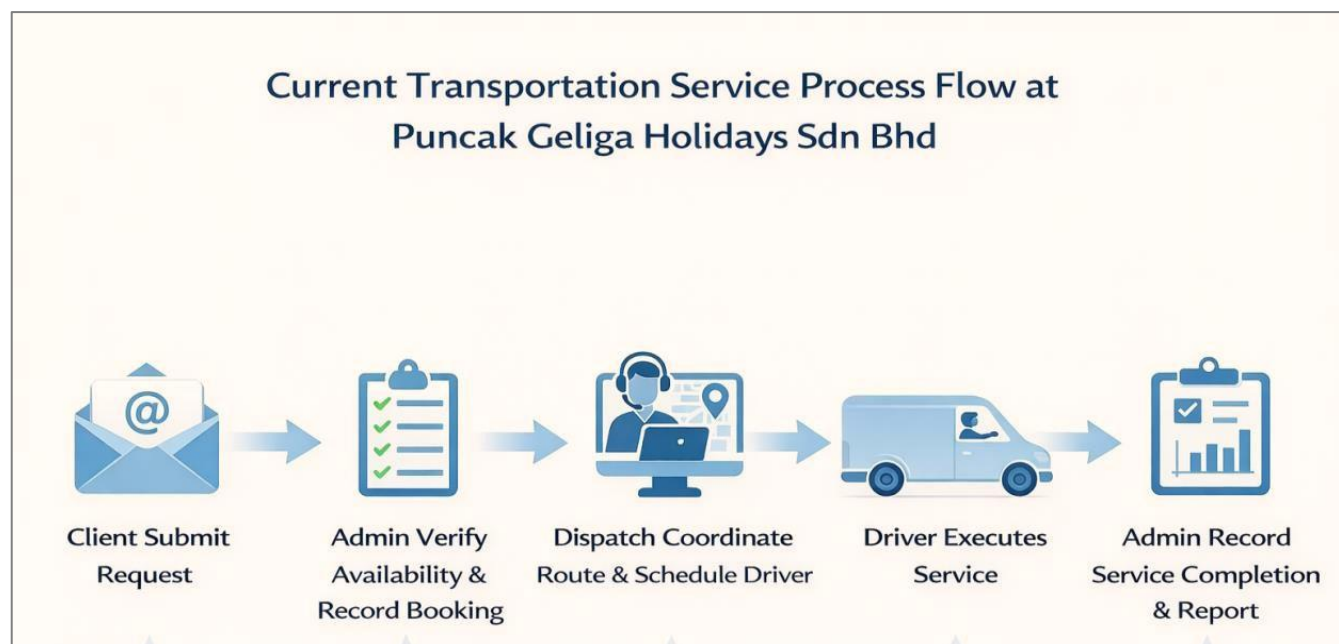 Current Transportation Service Process Flow at
Puncak Geliga Holidays Sdn Bhd
@
Client Submit
Request
Admin Verify
Availability &
Record Booking
Dispatch Coordinate
Route & Schedule Driver
Driver Executes
Service
Admin Record
Service Completion
& Report